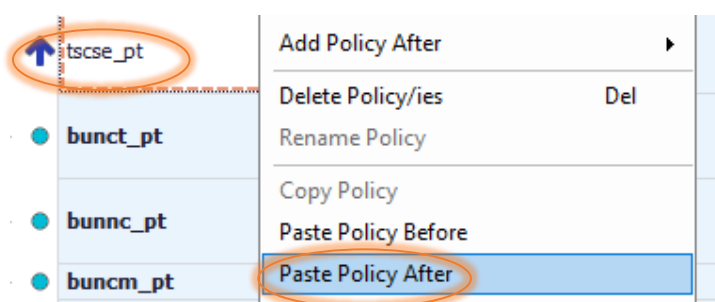 tscse_pt
bunct_pt
bunnc_pt
buncm_pt
Add Policy After
Delete Policy/ies Del
Rename Policy
Copy Policy
Paste Policy Before
Paste Policy After